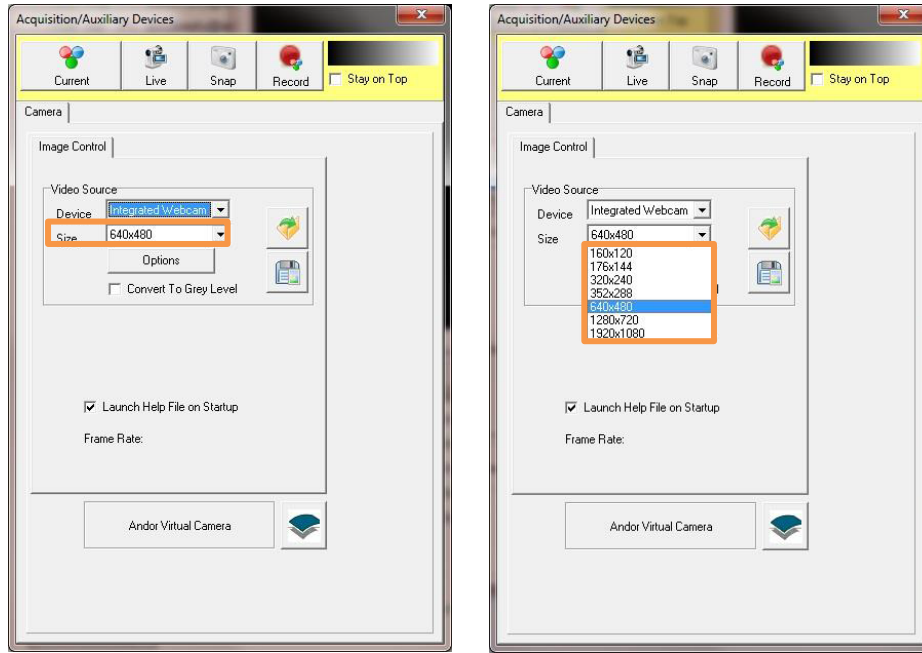 Acquisition/Auxiliary Devices
Current Live Snap Record Stay on Top
Camera
Image Control
Video Source
Device Integrated Webcam
Size 640x480
Options
Convert To Grey Level
Launch Help File on Startup
Frame Rate:
Andor Virtual Camera
Acquisition/Auxiliary Devices
Current Live Snap Record Stay on Top
Camera
Image Control
Video Source
Device Integrated Webcam
Size 640x480
160x120
176x144
320x240
352x288
640x480
1280x720
1920x1080
Launch Help File on Startup
Frame Rate:
Andor Virtual Camera